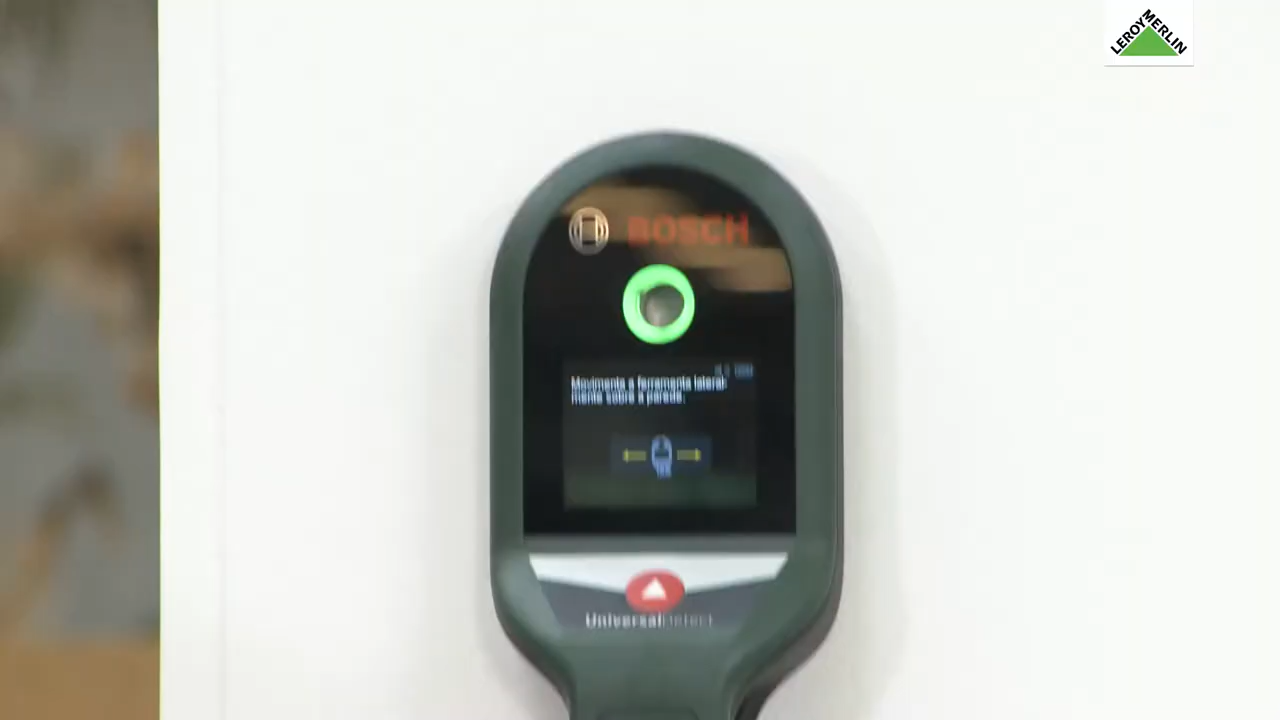 LEROY MERLIN
BOSCH
Movimente a ferramenta lateral-
mente sobre a parede.
UniversalDetect